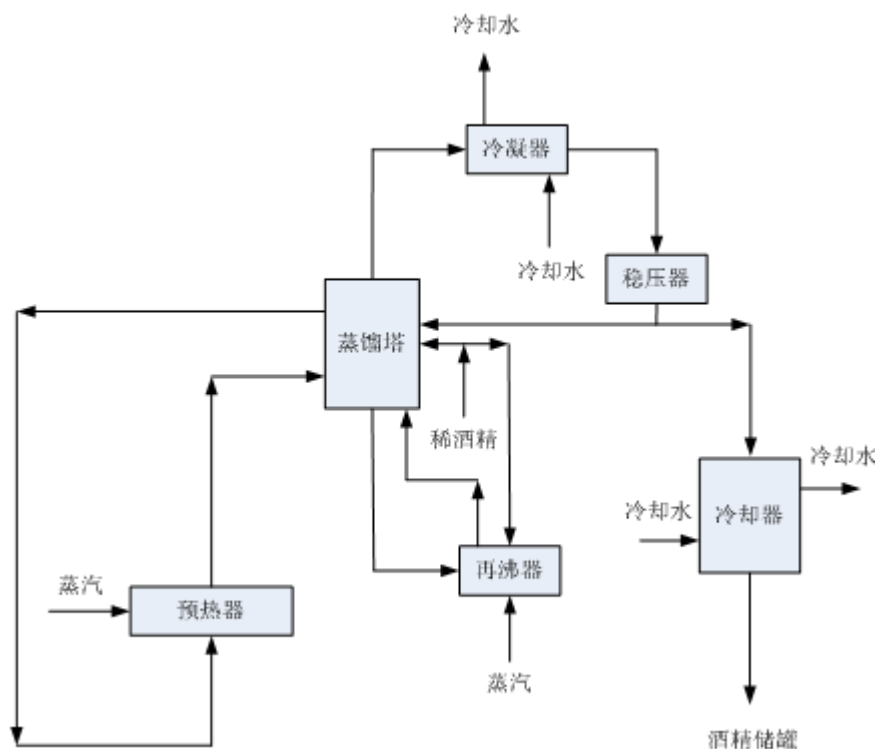 冷却水
冷凝器
冷却水
稳压器
蒸馏塔
稀酒精
冷却水
冷却水
冷却器
再沸器
蒸汽
预热器
蒸汽
酒精储罐